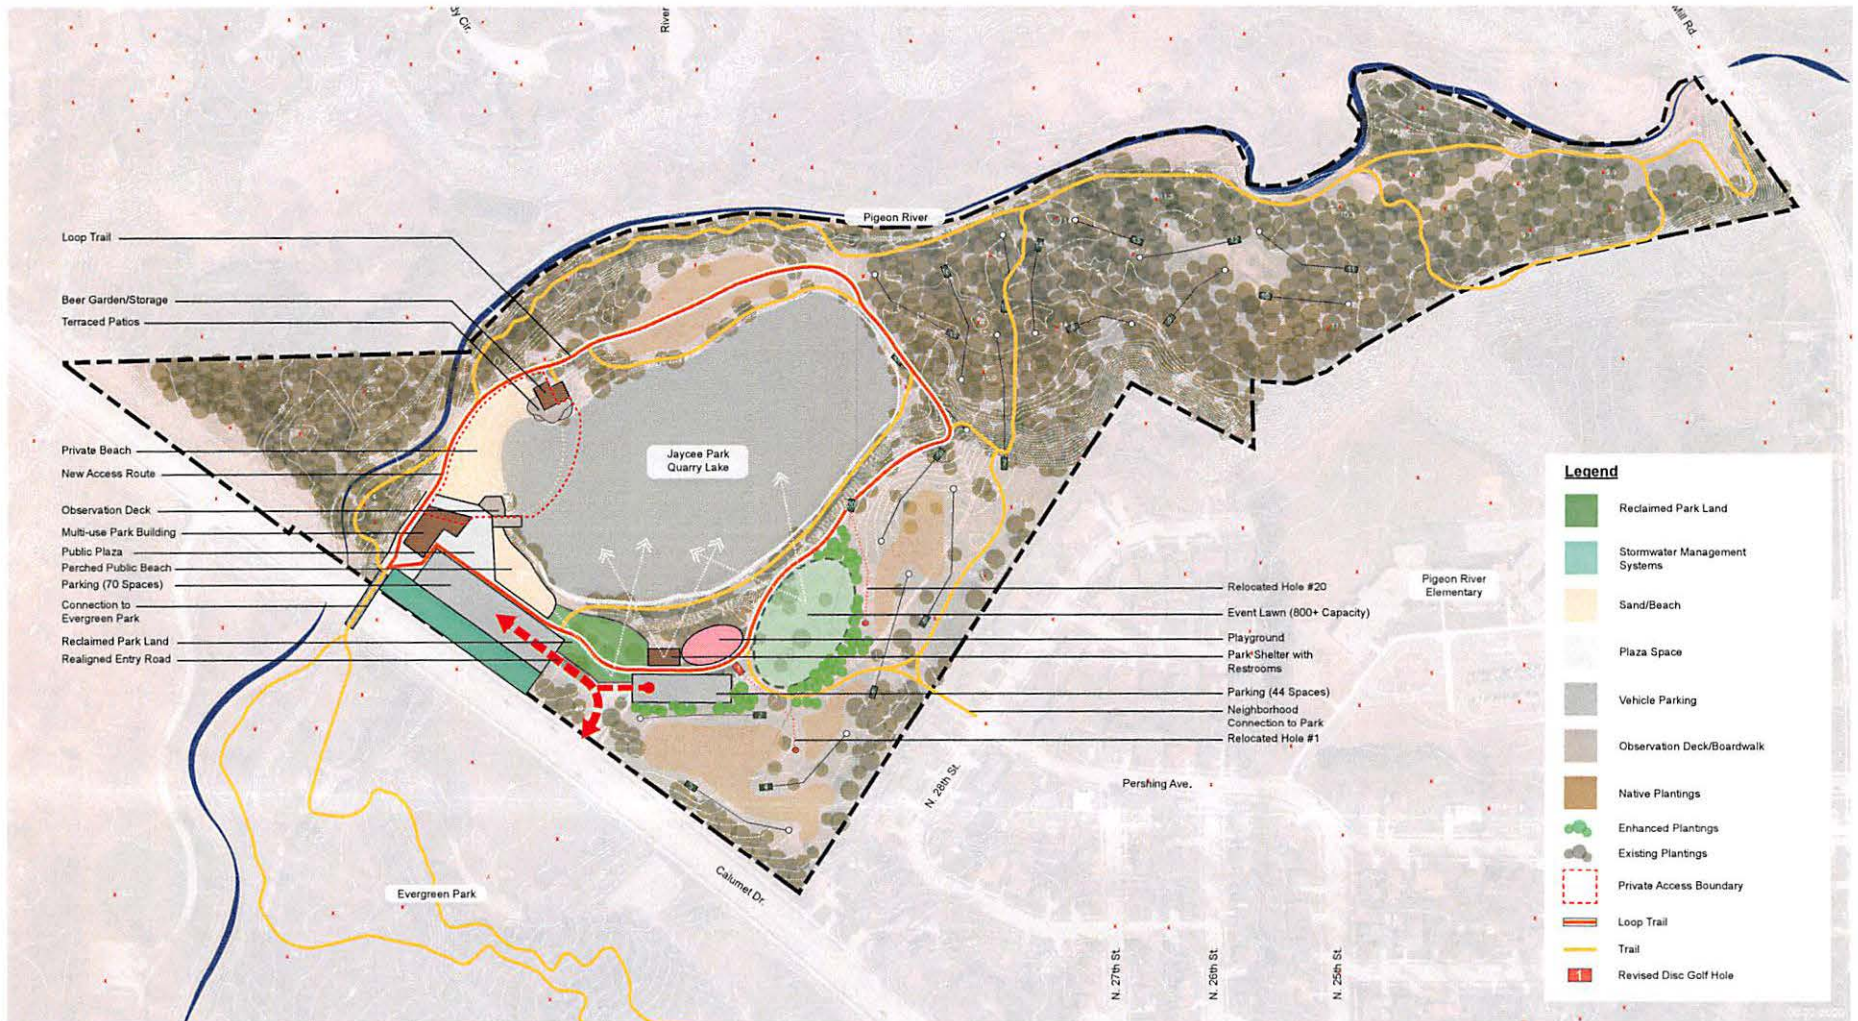 dy Cir.
River
Mill Rd.
Pigeon River
Loop Trail
Beer Garden/Storage
Terraced Patios
Private Beach
New Access Route
Observation Deck
Multi-use Park Building
Public Plaza
Perched Public Beach
Parking (70 Spaces)
Connection to
Evergreen Park
Reclaimed Park Land
Realigned Entry Road
Jaycee Park
Quarry Lake
Relocated Hole #20
Event Lawn (800+ Capacity)
Playground
Park Shelter with
Restrooms
Parking (44 Spaces)
Neighborhood
Connection to Park
Relocated Hole #1
Pigeon River
Elementary
Pershing Ave.
N. 28th St.
Calumet Dr.
Evergreen Park
N. 27th St.
N. 26th St.
N. 25th St.
Legend
Reclaimed Park Land
Stormwater Management
Systems
Sand/Beach
Plaza Space
Vehicle Parking
Observation Deck/Boardwalk
Native Plantings
Enhanced Plantings
Existing Plantings
Private Access Boundary
Loop Trail
Trail
1
Revised Disc Golf Hole